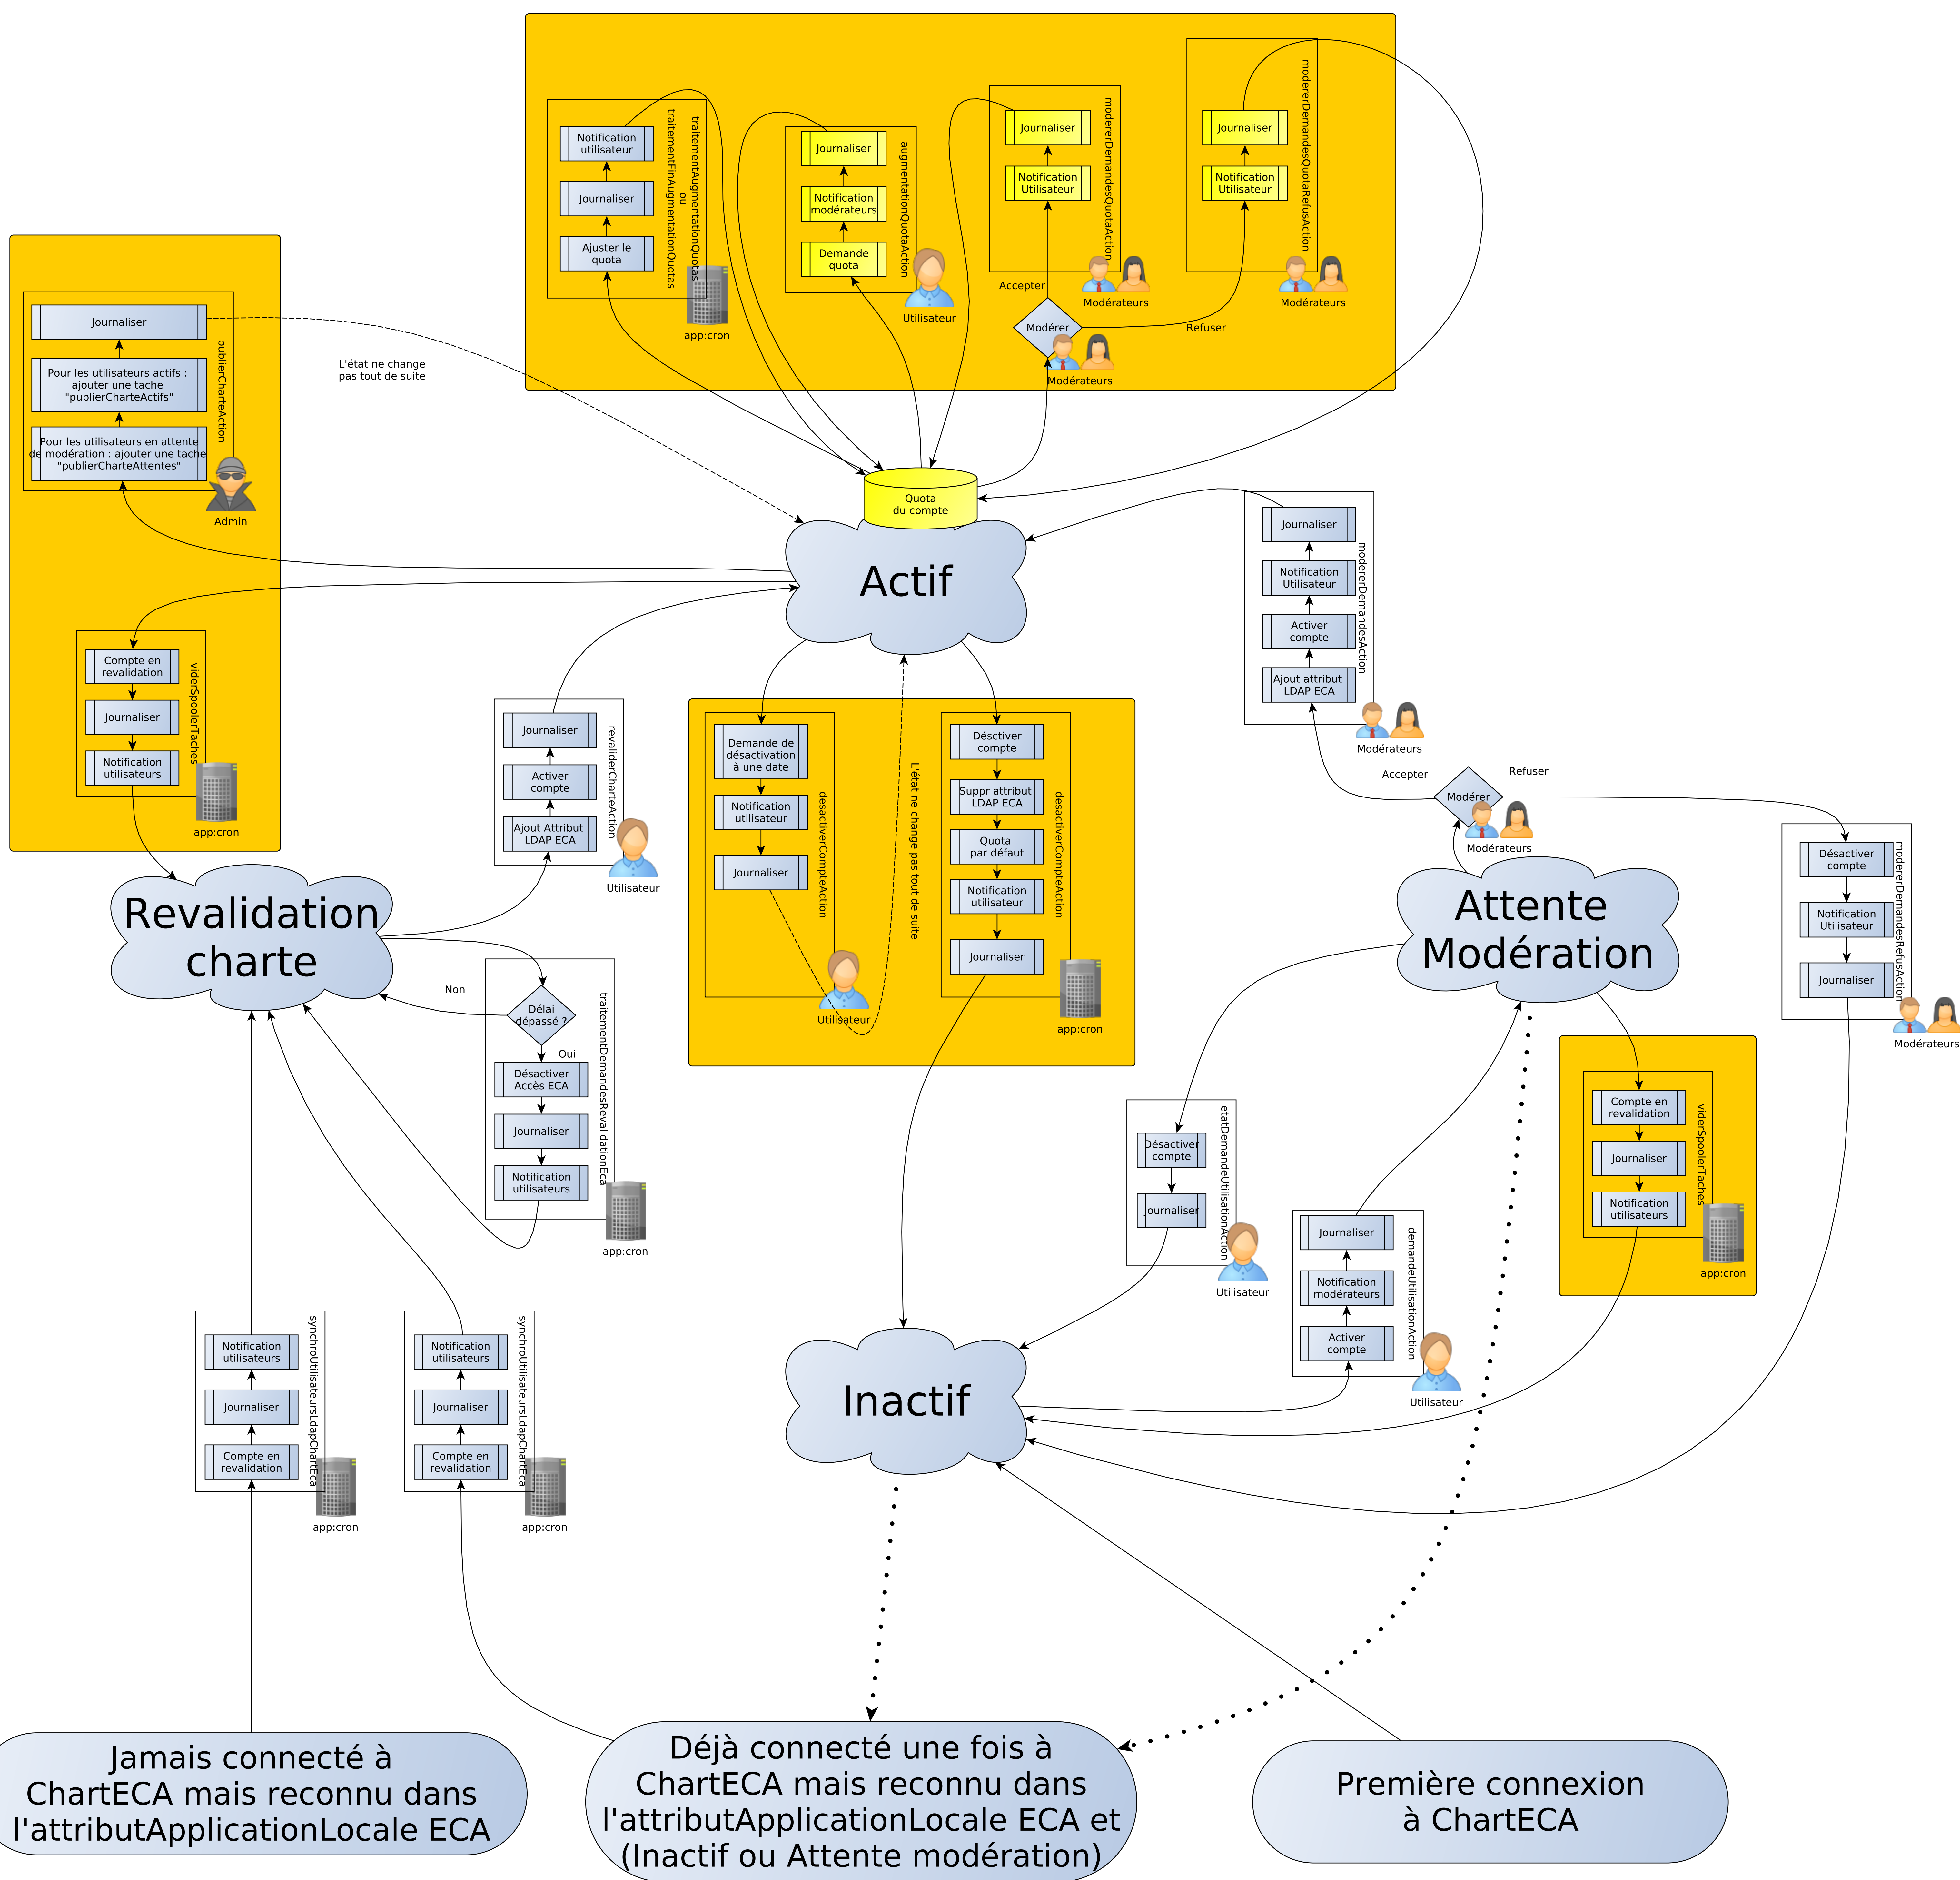 Notification
utilisateur
Journaliser
Ajuster le
quota
traitementAugmentationQuotas
ou
traitementFinAugmentationQuotas
app:cron
Journaliser
Notification
modérateurs
Demande
quota
augmentationQuotaAction
Utilisateur
Journaliser
Notification
Utilisateur
modererDemandesQuotaAction
Modérateurs
Accepter
Modérer
Modérateurs
Refuser
Journaliser
Notification
Utilisateur
modererDemandesQuotaRefusAction
Modérateurs
Journaliser
Pour les utilisateurs actifs :
ajouter une tache
"publierCharteActifs"
Pour les utilisateurs en attente
de modération : ajouter une tache
"publierCharteAttentes"
publierCharteAction
Admin
L'état ne change
pas tout de suite
Quota
du compte
Actif
Compte en
revalidation
Journaliser
Notification
utilisateurs
viderSpoolerTaches
app:cron
Journaliser
Activer
compte
Ajout Attribut
LDAP ECA
revaliderCharteAction
Utilisateur
Demande de
désactivation
à une date
Notification
utilisateur
Journaliser
desactiverCompteAction
Utilisateur
L'état ne change pas tout de suite
Désctiver
compte
Suppr attribut
LDAP ECA
Quota
par défaut
Notification
utilisateur
Journaliser
desactiverCompteAction
app:cron
Journaliser
Notification
Utilisateur
Activer
compte
Ajout attribut
LDAP ECA
modererDemandesAction
Modérateurs
Accepter
Modérer
Modérateurs
Refuser
Désactiver
compte
Notification
Utilisateur
Journaliser
modererDemandesRefusAction
Modérateurs
Revalidation
charte
Attente
Modération
Non
Délai
dépassé ?
Oui
Désactiver
Accès ECA
Journaliser
Notification
utilisateurs
traitementDemandesRevalidationEca
app:cron
Désactiver
compte
Journaliser
etatDemandeUtilisationAction
Utilisateur
Journaliser
Notification
modérateurs
Activer
compte
demandeUtilisationAction
Utilisateur
Compte en
revalidation
Journaliser
Notification
utilisateurs
viderSpoolerTaches
app:cron
Notification
utilisateurs
Journaliser
Compte en
revalidation
synchroUtilisateursLdapChartEca
app:cron
Notification
utilisateurs
Journaliser
Compte en
revalidation
synchroUtilisateursLdapChartEca
app:cron
Inactif
Jamais connecté à
ChartECA mais reconnu dans
l'attributApplicationLocale ECA
Déjà connecté une fois à
ChartECA mais reconnu dans
l'attributApplicationLocale ECA et
(Inactif ou Attente modération)
Première connexion
à ChartECA